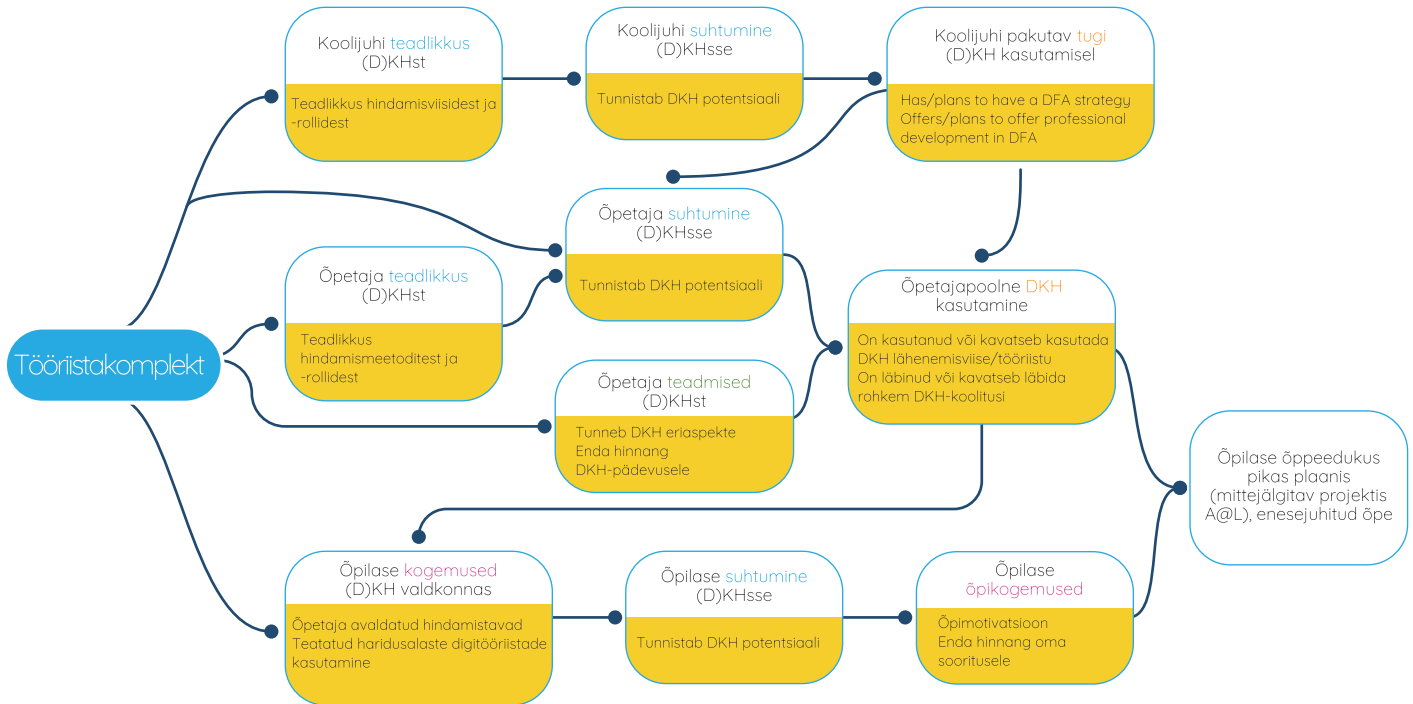 Koolijuhi teadlikkus
(D)KHst
Teadlikkus hindamisviisidest ja
-rollidest
Koolijuhi suhtumine
(D)KHsse
Tunnistab DKH potentsiaali
Koolijuhi pakutav tugi
(D)KH kasutamisel
Has/plans to have a DFA strategy
Offers/plans to offer professional
development in DFA
Õpetaja suhtumine
(D)KHsse
Tunnistab DKH potentsiaali
Õpetaja teadlikkus
(D)KHst
Teadlikkus
hindamismeetoditest ja
-rollidest
Õpetajapoolne DKH
kasutamine
On kasutanud või kavatseb kasutada
DKH lähenemisviise/tööriistu
On läbinud või kavatseb läbida
rohkem DKH-koolitusi
Tööriistakomplekt
Õpetaja teadmised
(D)KHst
Tunneb DKH eriaspekte
Enda hinnang
DKH-pädevusele
Õpilase õppeedukus
pikas plaanis
(mittejälgitav projektis
A@L), enesejuhitud õpe
Õpilase kogemused
(D)KH valdkonnas
Õpetaja avaldatud hindamistavad
Teatatud haridusalaste digitööriistade
kasutamine
Õpilase suhtumine
(D)KHsse
Tunnistab DKH potentsiaali
Õpilase
õpikogemused
Õpimotivatsioon
Enda hinnang oma
sooritusele